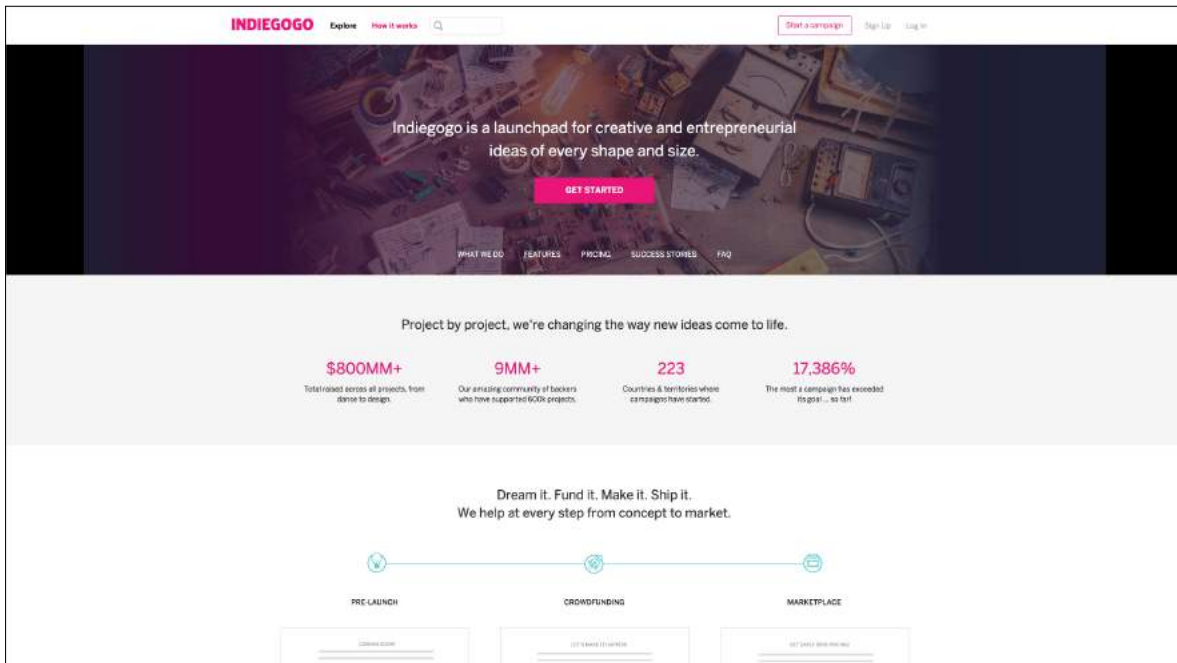 INDIEGOGO Explore How it works Start a campaign Sign Up Log In
Indiegogo is a launchpad for creative and entrepreneurial
ideas of every shape and size.
GET STARTED
WHAT WE DO FEATURES PRICING SUCCESS STORIES FAQ
Project by project, we're changing the way new ideas come to life.
$800MM+ 9MM+ 223 17,386%
Total raised across all projects, from Our amazing community of backers Countries & territories where The most a campaign has exceeded
dance to design. who have supported 600k projects. campaigns have started. its goal ... so far!
Dream it. Fund it. Make it. Ship it.
We help at every step from concept to market.
PRE-LAUNCH CROWDFUNDING MARKETPLACE
COMING SOON